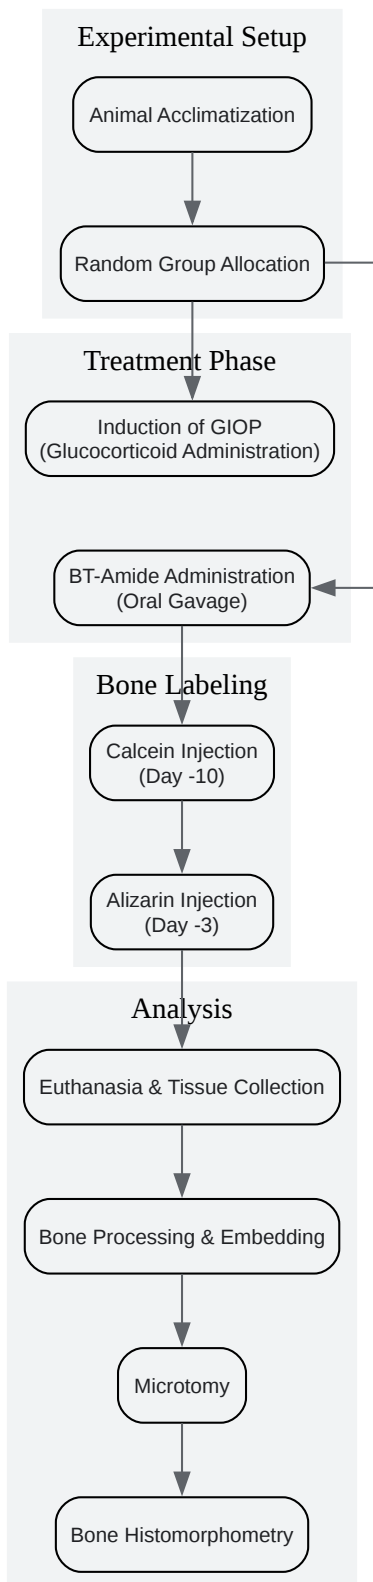 Experimental Setup
Animal Acclimatization
Random Group Allocation
Treatment Phase
Induction of GIOP
(Glucocorticoid Administration)
BT-Amide Administration
(Oral Gavage)
Bone Labeling
Calcein Injection
(Day -10)
Alizarin Injection
(Day -3)
Analysis
Euthanasia & Tissue Collection
Bone Processing & Embedding
Microtomy
Bone Histomorphometry